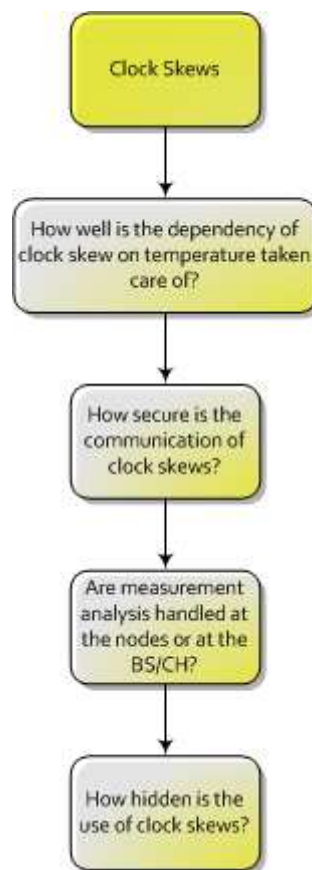 Clock Skews
How well is the dependency of
clock skew on temperature taken
care of?
How secure is the
communication of
clock skews?
Are measurement
analysis handled at
the nodes or at the
BS/CH?
How hidden is the
use of clock skews?